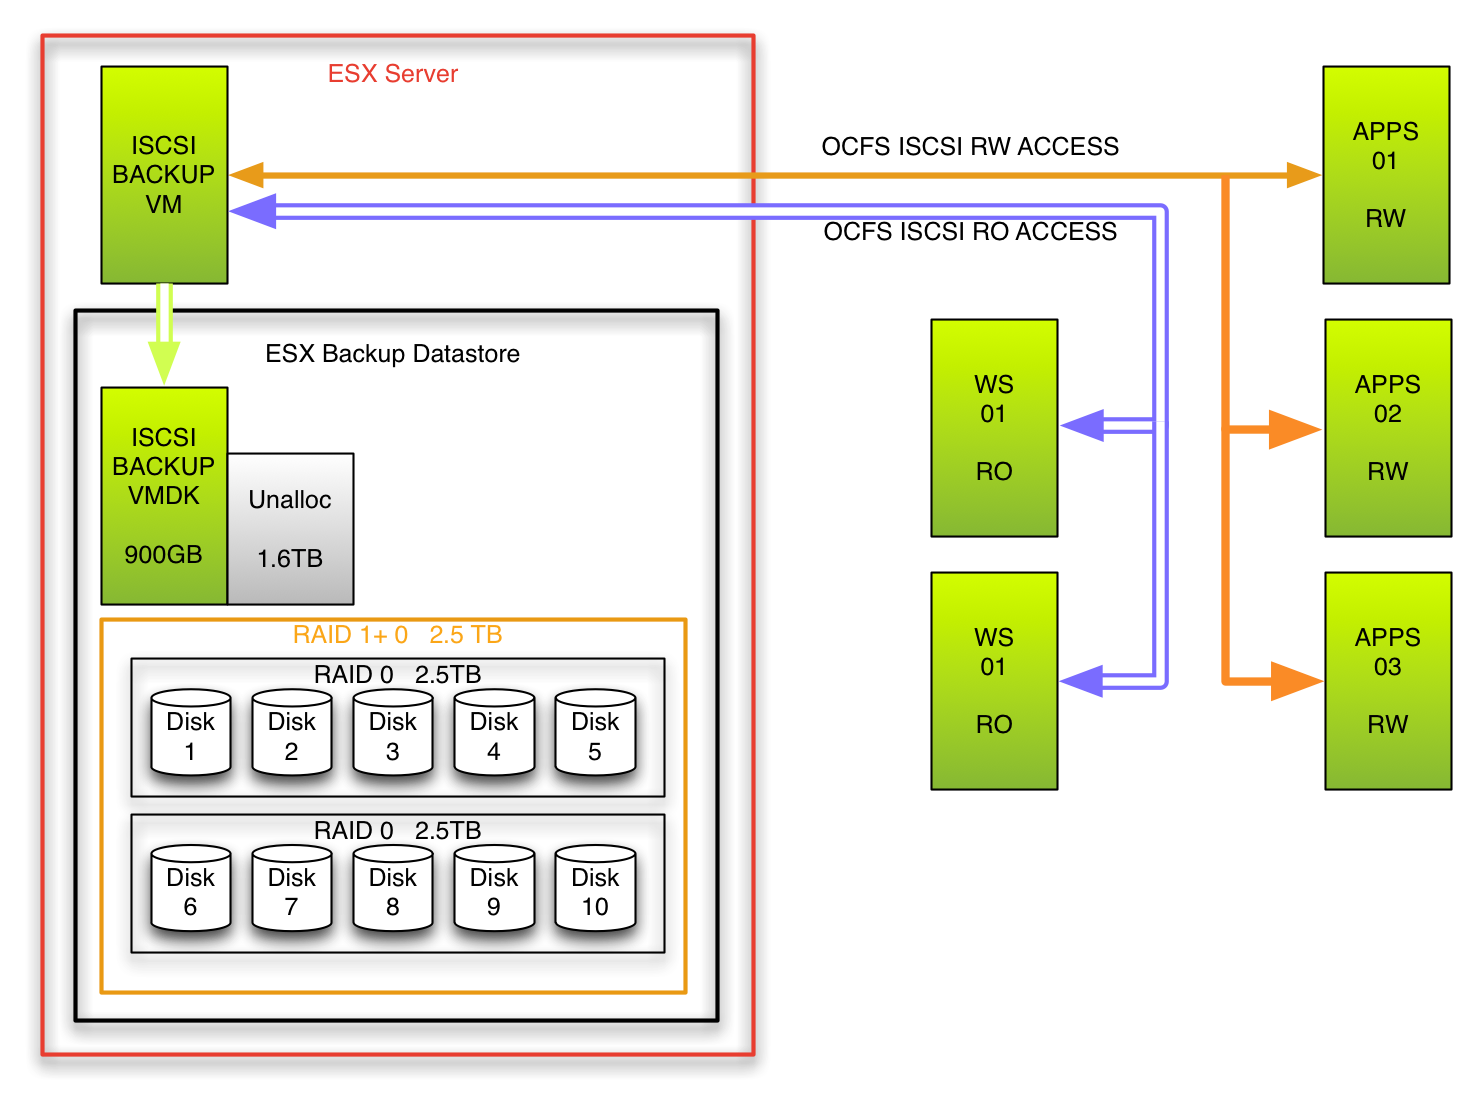 ESX Server
ISCSI
BACKUP
VM
OCFS ISCSI RW ACCESS
OCFS ISCSI RO ACCESS
APPS
01
RW
ESX Backup Datastore
ISCSI
BACKUP
VMDK
900GB
Unalloc
1.6TB
WS
01
RO
APPS
02
RW
WS
01
RO
APPS
03
RW
RAID 1+ 0 2.5 TB
RAID 0 2.5TB
Disk
1
Disk
2
Disk
3
Disk
4
Disk
5
RAID 0 2.5TB
Disk
6
Disk
7
Disk
8
Disk
9
Disk
10